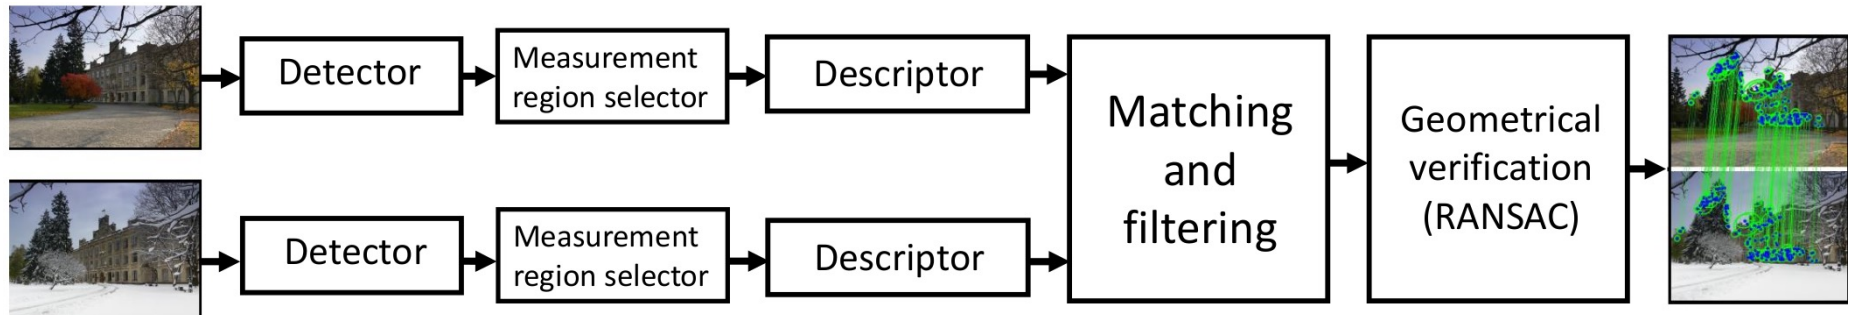 Detector
Measurement
region selector
Descriptor
Detector
Measurement
region selector
Descriptor
Matching
and
filtering
Geometrical
verification
(RANSAC)